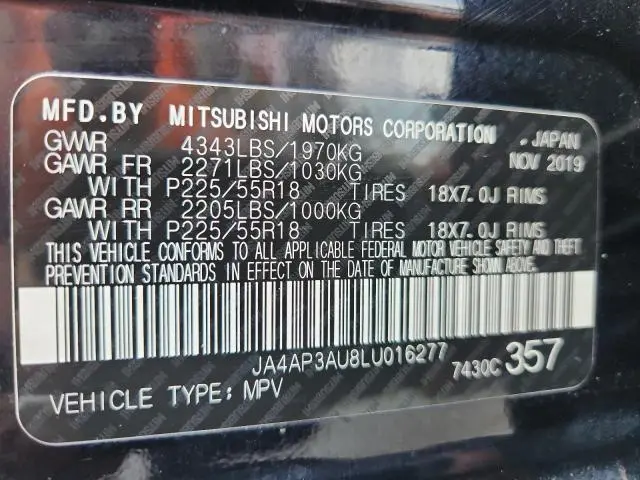 MFD.BY MITSUBISHI MOTORS CORPORATION - JAPAN
GVWR 4343LBS/1970KG NOV 2019
GAWR FR 2271LBS/1030KG
WITH P225/55R18 TIRES 18X7.0J RIMS
GAWR RR 2205LBS/1000KG
WITH P225/55R18 TIRES 18X7.0J RIMS
THIS VEHICLE CONFORMS TO ALL APPLICABLE FEDERAL MOTOR VEHICLE SAFETY AND THEFT
PREVENTION STANDARDS IN EFFECT ON THE DATE OF MANUFACTURE SHOWN ABOVE.
JA4AP3AU8LU016277 7430C 357
VEHICLE TYPE: MPV